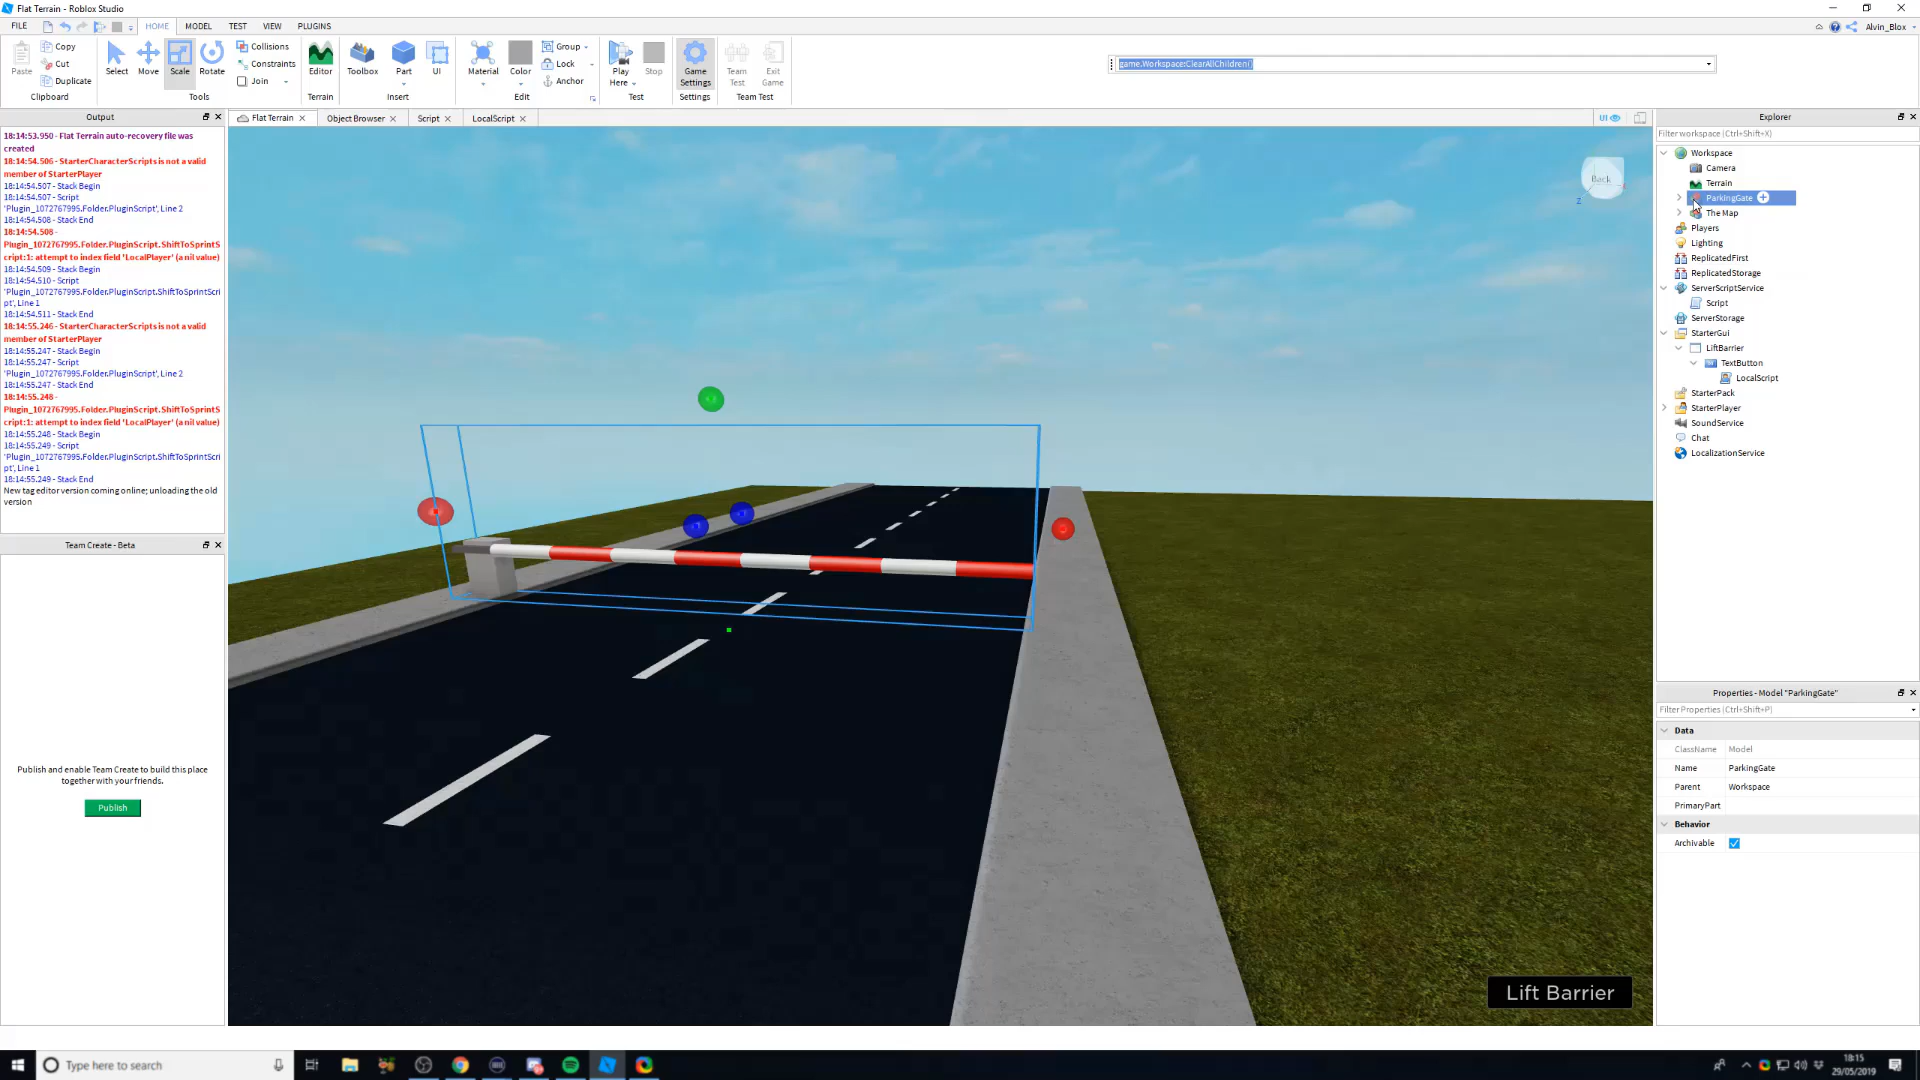 Flat Terrain - Roblox Studio
FILE HOME MODEL TEST VIEW PLUGINS Alvin_Blox
Paste Copy Cut Duplicate Select Move Scale Rotate Collisions Constraints Join Editor Toolbox Part UI Material Color Group Lock Anchor Play Here Stop Game Settings Team Test Exit Game
Clipboard Tools Terrain Insert Edit Test Settings Team Test
game.Workspace:ClearAllChildren()
Output
18:14:53.950 - Flat Terrain auto-recovery file was
created
18:14:54.506 - StarterCharacterScripts is not a valid
member of StarterPlayer
18:14:54.507 - Stack Begin
18:14:54.507 - Script
'Plugin_1072767995.Folder.PluginScript', Line 2
18:14:54.508 - Stack End
18:14:54.508 -
Plugin_1072767995.Folder.PluginScript.ShiftToSprintS
cript:1: attempt to index field 'LocalPlayer' (a nil value)
18:14:54.509 - Stack Begin
18:14:54.510 - Script
'Plugin_1072767995.Folder.PluginScript.ShiftToSprintScri
pt', Line 1
18:14:54.511 - Stack End
18:14:55.246 - StarterCharacterScripts is not a valid
member of StarterPlayer
18:14:55.247 - Stack Begin
18:14:55.247 - Script
'Plugin_1072767995.Folder.PluginScript', Line 2
18:14:55.247 - Stack End
18:14:55.248 -
Plugin_1072767995.Folder.PluginScript.ShiftToSprintS
cript:1: attempt to index field 'LocalPlayer' (a nil value)
18:14:55.248 - Stack Begin
18:14:55.249 - Script
'Plugin_1072767995.Folder.PluginScript.ShiftToSprintScri
pt', Line 1
18:14:55.249 - Stack End
New tag editor version coming online; unloading the old
version
Team Create - Beta
Publish and enable Team Create to build this place
together with your friends.
Publish
Flat Terrain Object Browser Script LocalScript UI
Back
Z
Lift Barrier
Explorer
Filter workspace (Ctrl+Shift+X)
Workspace
Camera
Terrain
ParkingGate
The Map
Players
Lighting
ReplicatedFirst
ReplicatedStorage
ServerScriptService
Script
ServerStorage
StarterGui
LiftBarrier
TextButton
LocalScript
StarterPack
StarterPlayer
SoundService
Chat
LocalizationService
Properties - Model "ParkingGate"
Filter Properties (Ctrl+Shift+P)
Data
ClassName Model
Name ParkingGate
Parent Workspace
PrimaryPart
Behavior
Archivable
Type here to search
18:15
29/05/2019